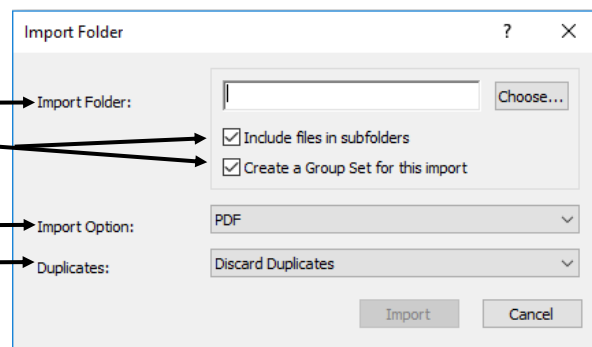 Import Folder ?
Import Folder: Choose...
Include files in subfolders
Create a Group Set for this import
Import Option: PDF
Duplicates: Discard Duplicates
Import Cancel